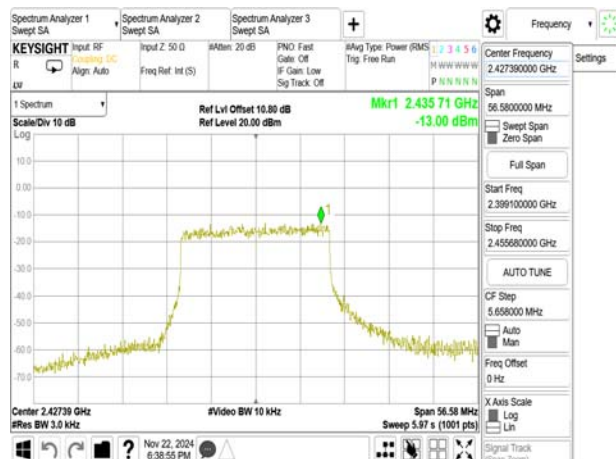 Spectrum Analyzer 1
Swept SA
Spectrum Analyzer 2
Swept SA
Spectrum Analyzer 3
Swept SA
+
Frequency
Settings
KEYSIGHT
R
Input: RF
Coupling: DC
Align: Auto
Input Z: 50 Ω
Freq Ref: Int (S)
#Atten: 20 dB
PNO: Fast
Gate: Off
IF Gain: Low
Sig Track: Off
#Avg Type: Power (RMS
Trig: Free Run
1 2 3 4 5 6
M W W W W W
P N N N N N
1 Spectrum
Scale/Div 10 dB
Ref Lvl Offset 10.80 dB
Ref Level 20.00 dBm
Mkr1 2.435 71 GHz
-13.00 dBm
Log
10.0
0.00
-10.0
-20.0
-30.0
-40.0
-50.0
-60.0
-70.0
1
Center 2.42739 GHz
#Res BW 3.0 kHz
#Video BW 10 kHz
Span 56.58 MHz
Sweep 5.97 s (1001 pts)
Center Frequency
2.427390000 GHz
Span
56.5800000 MHz
Swept Span
Zero Span
Full Span
Start Freq
2.399100000 GHz
Stop Freq
2.455680000 GHz
AUTO TUNE
CF Step
5.658000 MHz
Auto
Man
Freq Offset
0 Hz
X Axis Scale
Log
Lin
Signal Track
?
Nov 22, 2024
6:38:55 PM